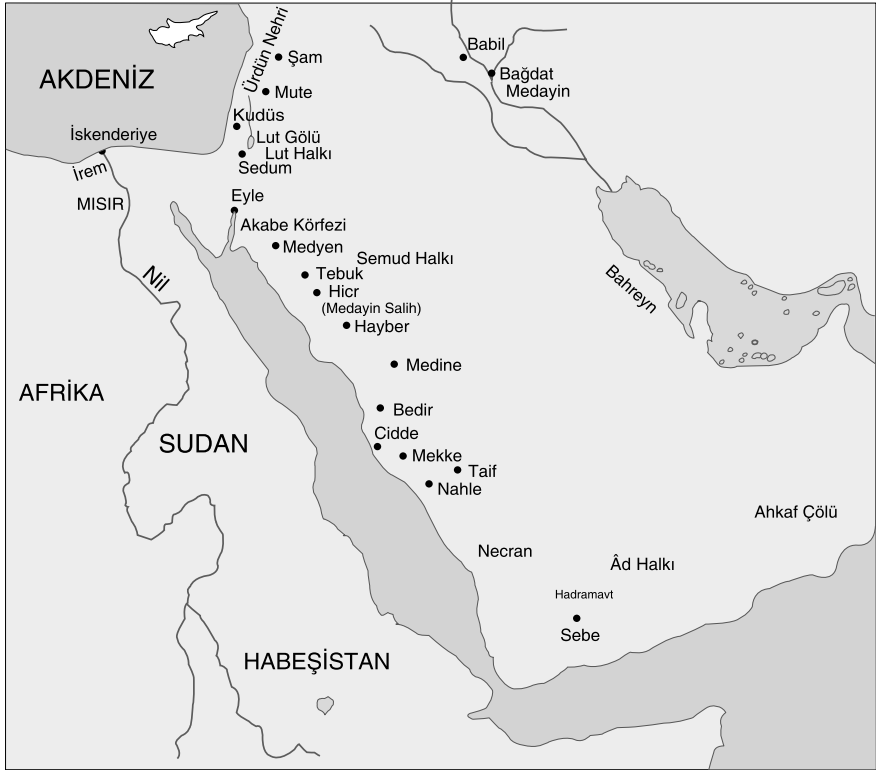 Ürdün Nehri
Babil
Şam
AKDENİZ
Bağdat
Medayin
Mute
Kudüs
İskenderiye
Lut Gölü
Lut Halkı
Sedum
İrem
Eyle
MISIR
Akabe Körfezi
Medyen
Semud Halkı
Tebuk
Nil
Hicr
(Medayin Salih)
Bahreyn
Hayber
Medine
AFRİKA
Bedir
Cidde
SUDAN
Mekke
Taif
Nahle
Ahkaf Çölü
Necran
Âd Halkı
Hadramavt
Sebe
HABEŞİSTAN